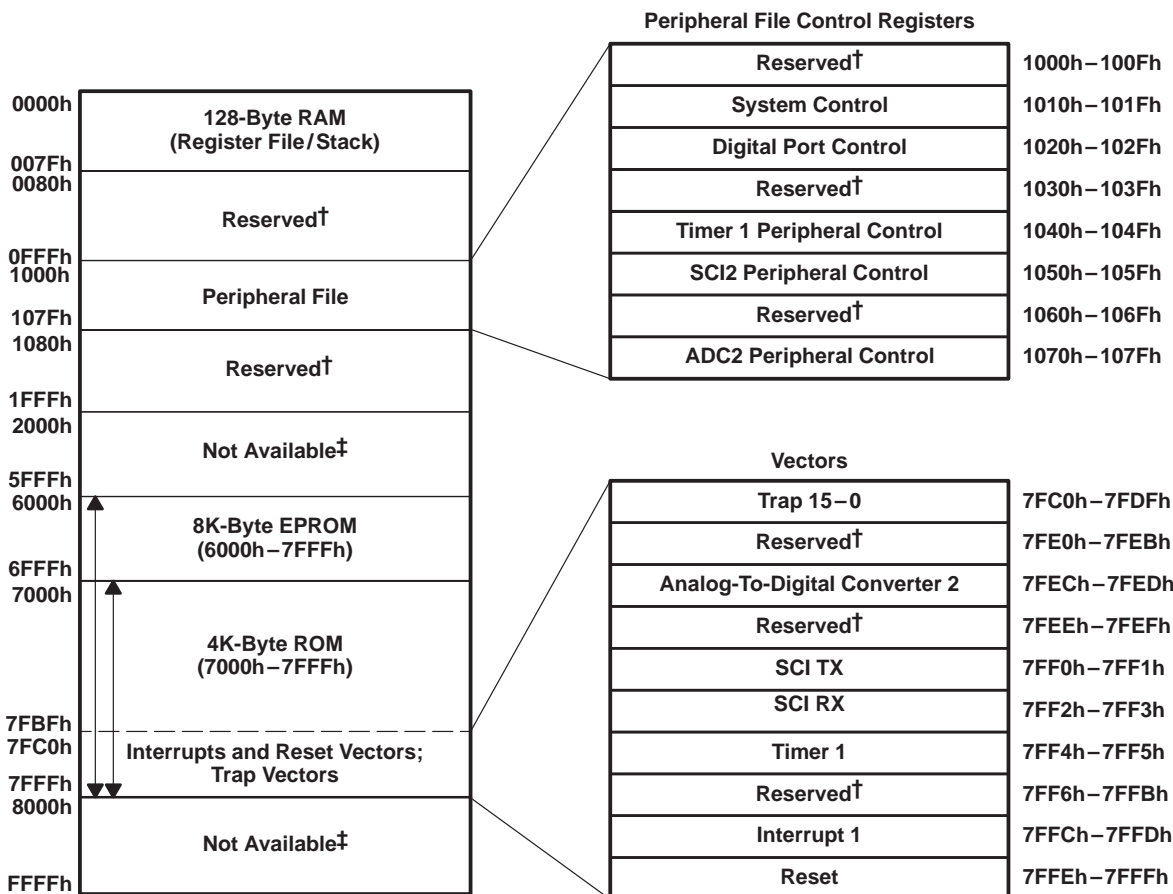 Peripheral File Control Registers
Reserved† 1000h–100Fh
System Control 1010h–101Fh
Digital Port Control 1020h–102Fh
Reserved† 1030h–103Fh
Timer 1 Peripheral Control 1040h–104Fh
SCI2 Peripheral Control 1050h–105Fh
Reserved† 1060h–106Fh
ADC2 Peripheral Control 1070h–107Fh
0000h
128-Byte RAM
(Register File/Stack)
007Fh
0080h
Reserved†
0FFFh
1000h
Peripheral File
107Fh
1080h
Reserved†
1FFFh
2000h
Not Available‡
5FFFh
6000h
8K-Byte EPROM
(6000h–7FFFh)
6FFFh
7000h
4K-Byte ROM
(7000h–7FFFh)
7FBFh
7FC0h
Interrupts and Reset Vectors;
Trap Vectors
7FFFh
8000h
Not Available‡
FFFFh
Vectors
Trap 15–0 7FC0h–7FDFh
Reserved† 7FE0h–7FEBh
Analog-To-Digital Converter 2 7FECh–7FEDh
Reserved† 7FEEh–7FEFh
SCI TX 7FF0h–7FF1h
SCI RX 7FF2h–7FF3h
Timer 1 7FF4h–7FF5h
Reserved† 7FF6h–7FFBh
Interrupt 1 7FFCh–7FFDh
Reset 7FFEh–7FFFh